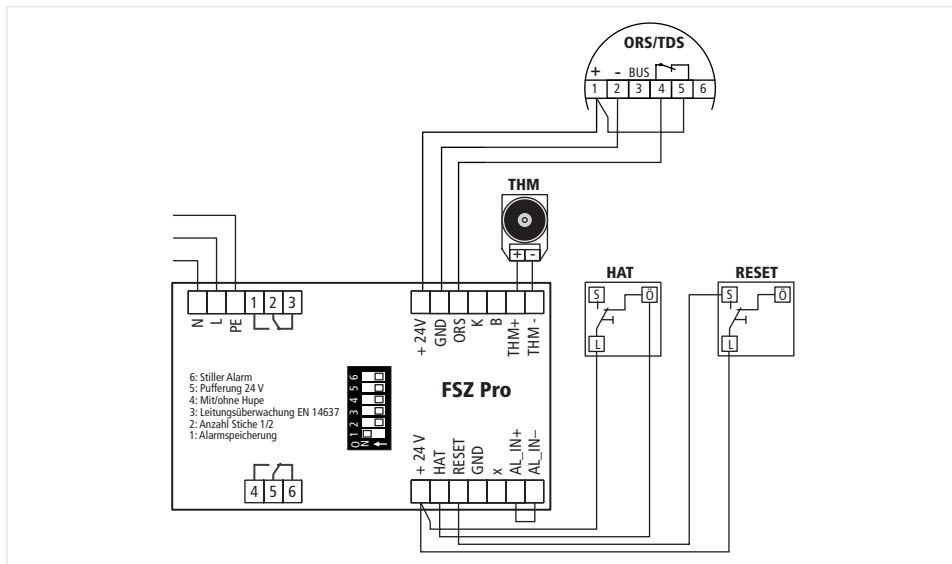 ORS/TDS
+ - BUS
1 2 3 4 5 6
THM
+ -
HAT
S Ö
L
RESET
S Ö
L
N L PE 1 2 3
+ 24V GND ORS K B THM+ THM -
6: Stiller Alarm
5: Pufferung 24 V
4: Mit/ohne Hupe
3: Leitungsüberwachung EN 14637
2: Anzahl Stiche 1/2
1: Alarmspeicherung
O N
1 2 3 4 5 6
FSZ Pro
+ 24 V HAT RESET GND x AL_IN+ AL_IN–
4 5 6